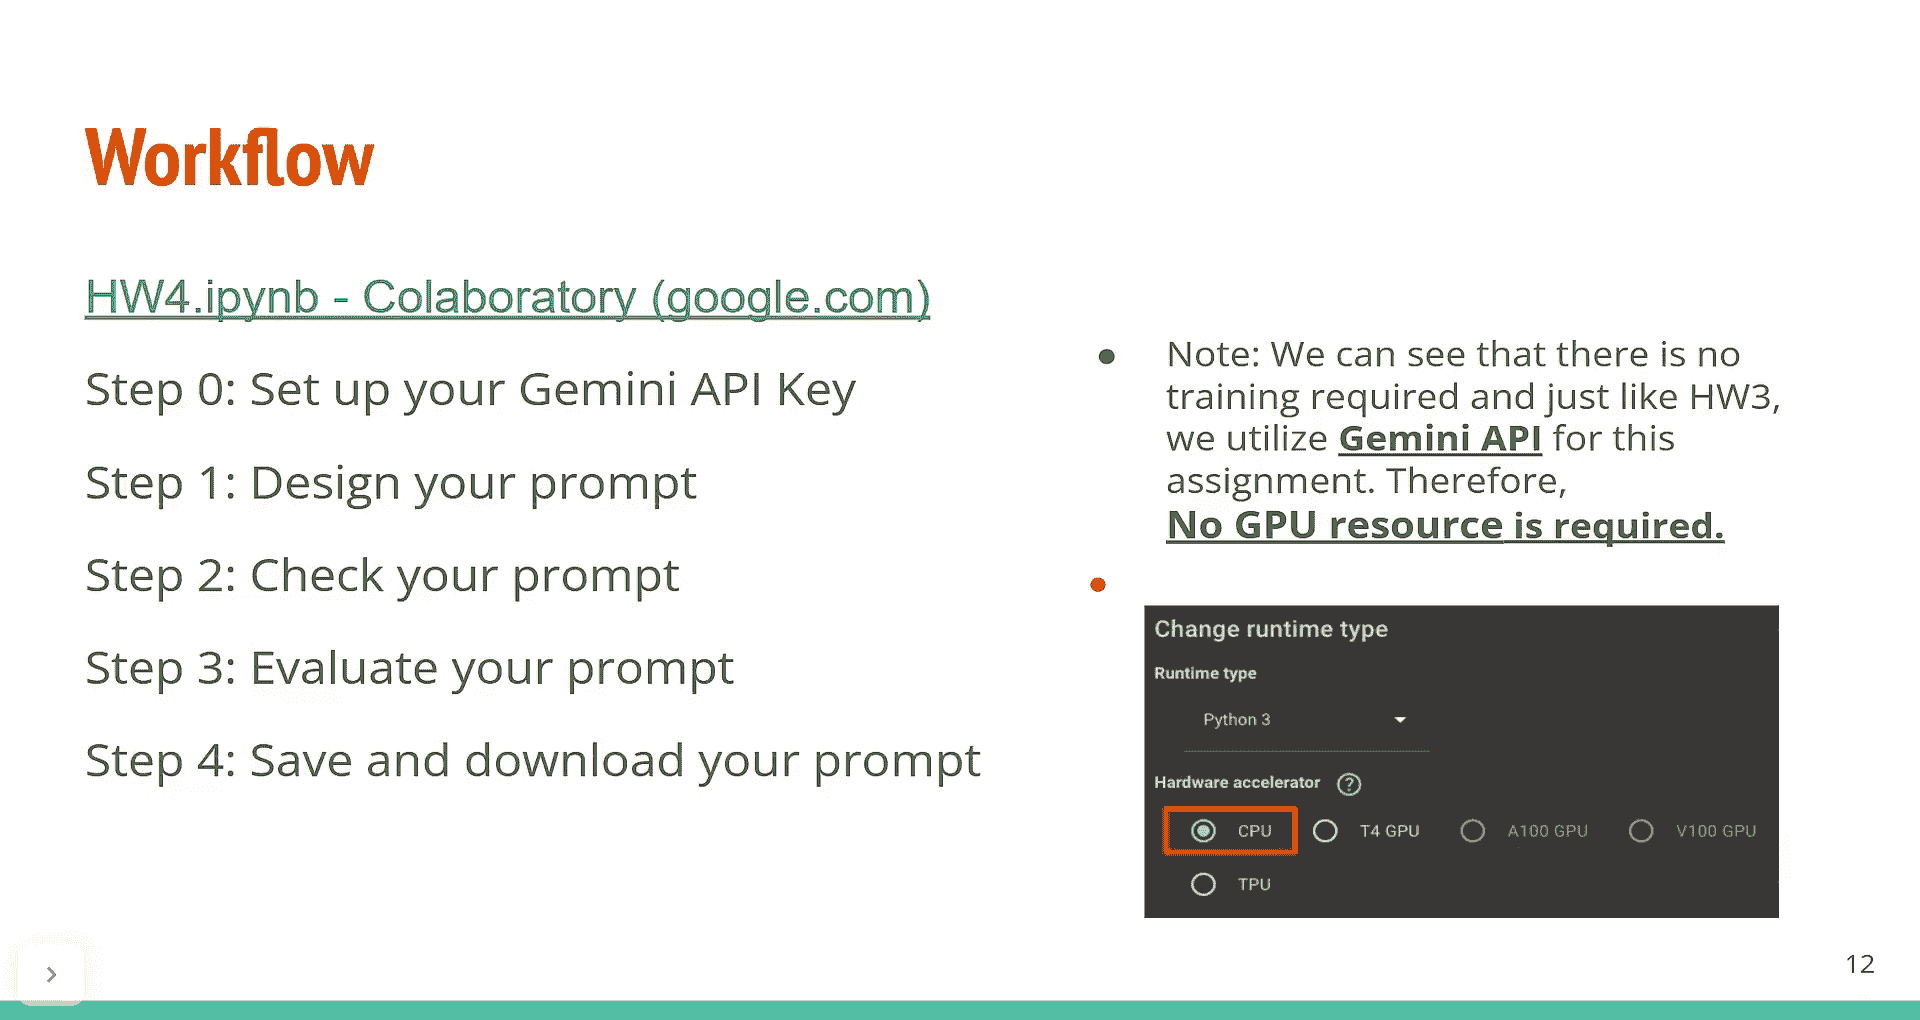 Workflow
HW4.ipynb - Colaboratory (google.com)
Step 0: Set up your Gemini API Key
Step 1: Design your prompt
Step 2: Check your prompt
Step 3: Evaluate your prompt
Step 4: Save and download your prompt
Note: We can see that there is no
training required and just like HW3,
we utilize Gemini API for this
assignment. Therefore,
No GPU resource is required.
Change runtime type
Runtime type
Python 3
Hardware accelerator ?
CPU T4 GPU A100 GPU V100 GPU
TPU
12